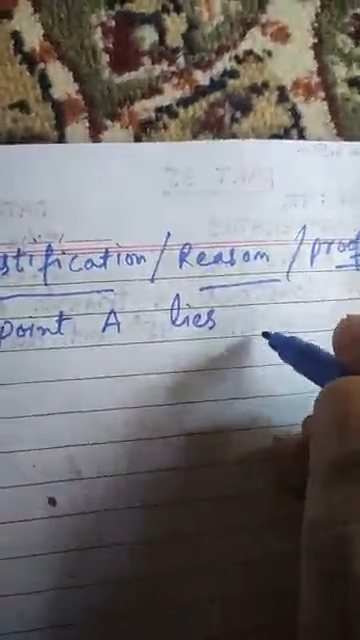 stification / Reason / proof
point A lies